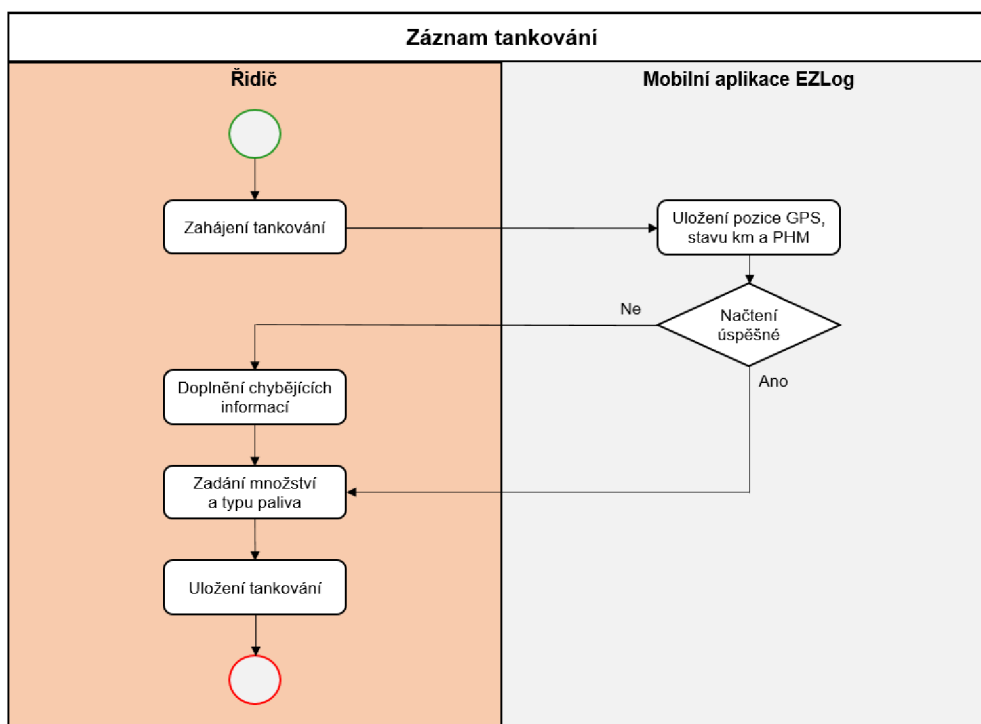 Záznam tankování
Řidič
Mobilní aplikace EZLog
Zahájení tankování
Uložení pozice GPS,
stavu km a PHM
Načtení
úspěšné
Ne
Ano
Doplnění chybějících
informací
Zadání množství
a typu paliva
Uložení tankování